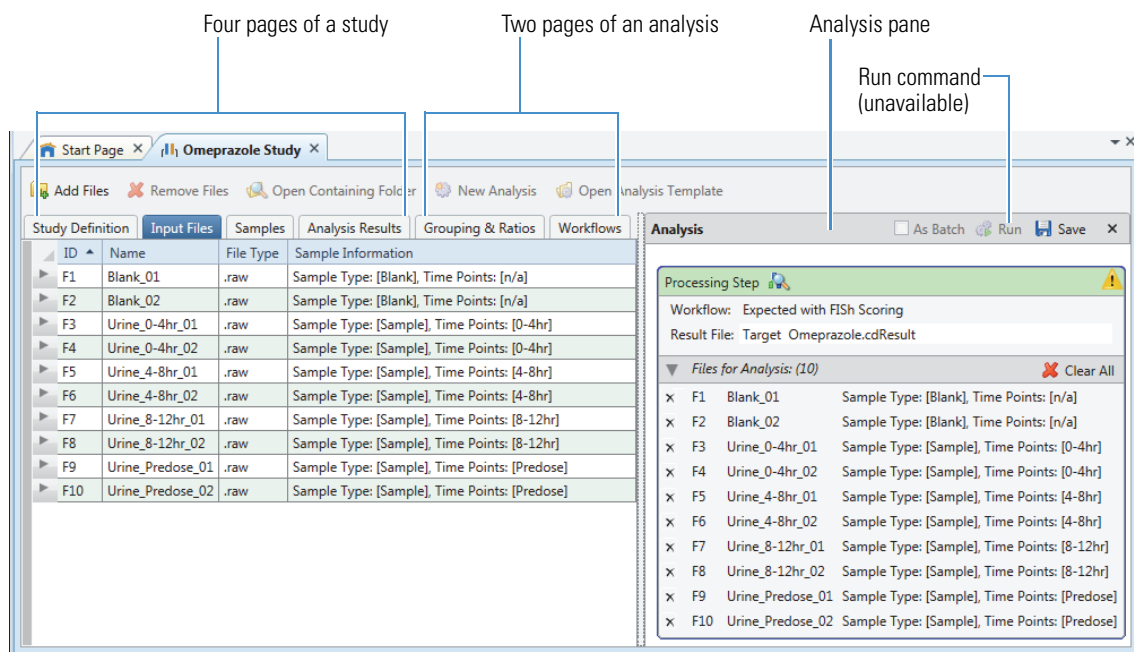 Four pages of a study
Two pages of an analysis
Analysis pane
Run command
(unavailable)
Start Page
Omeprazole Study
Add Files Remove Files Open Containing Folder New Analysis Open Analysis Template
Study Definition Input Files Samples Analysis Results Grouping & Ratios Workflows
ID Name File Type Sample Information
F1 Blank_01 .raw Sample Type: [Blank], Time Points: [n/a]
F2 Blank_02 .raw Sample Type: [Blank], Time Points: [n/a]
F3 Urine_0-4hr_01 .raw Sample Type: [Sample], Time Points: [0-4hr]
F4 Urine_0-4hr_02 .raw Sample Type: [Sample], Time Points: [0-4hr]
F5 Urine_4-8hr_01 .raw Sample Type: [Sample], Time Points: [4-8hr]
F6 Urine_4-8hr_02 .raw Sample Type: [Sample], Time Points: [4-8hr]
F7 Urine_8-12hr_01 .raw Sample Type: [Sample], Time Points: [8-12hr]
F8 Urine_8-12hr_02 .raw Sample Type: [Sample], Time Points: [8-12hr]
F9 Urine_Predose_01 .raw Sample Type: [Sample], Time Points: [Predose]
F10 Urine_Predose_02 .raw Sample Type: [Sample], Time Points: [Predose]
Analysis As Batch Run Save
Processing Step
Workflow: Expected with FISh Scoring
Result File: Target Omeprazole.cdResult
Files for Analysis: (10) Clear All
F1 Blank_01 Sample Type: [Blank], Time Points: [n/a]
F2 Blank_02 Sample Type: [Blank], Time Points: [n/a]
F3 Urine_0-4hr_01 Sample Type: [Sample], Time Points: [0-4hr]
F4 Urine_0-4hr_02 Sample Type: [Sample], Time Points: [0-4hr]
F5 Urine_4-8hr_01 Sample Type: [Sample], Time Points: [4-8hr]
F6 Urine_4-8hr_02 Sample Type: [Sample], Time Points: [4-8hr]
F7 Urine_8-12hr_01 Sample Type: [Sample], Time Points: [8-12hr]
F8 Urine_8-12hr_02 Sample Type: [Sample], Time Points: [8-12hr]
F9 Urine_Predose_01 Sample Type: [Sample], Time Points: [Predose]
F10 Urine_Predose_02 Sample Type: [Sample], Time Points: [Predose]